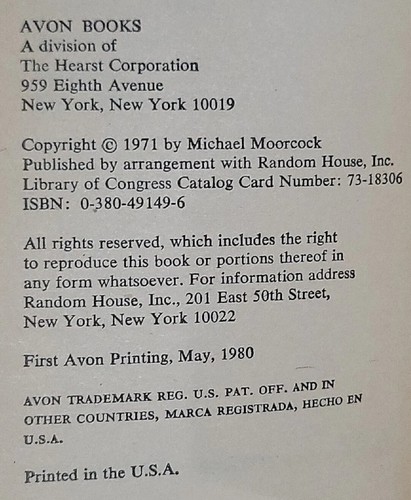 AVON BOOKS
A division of
The Hearst Corporation
959 Eighth Avenue
New York, New York 10019
Copyright © 1971 by Michael Moorcock
Published by arrangement with Random House, Inc.
Library of Congress Catalog Card Number: 73-18306
ISBN: 0-380-49149-6
All rights reserved, which includes the right
to reproduce this book or portions thereof in
any form whatsoever. For information address
Random House, Inc., 201 East 50th Street,
New York, New York 10022
First Avon Printing, May, 1980
AVON TRADEMARK REG. U.S. PAT. OFF. AND IN
OTHER COUNTRIES, MARCA REGISTRADA, HECHO EN
U.S.A.
Printed in the U.S.A.